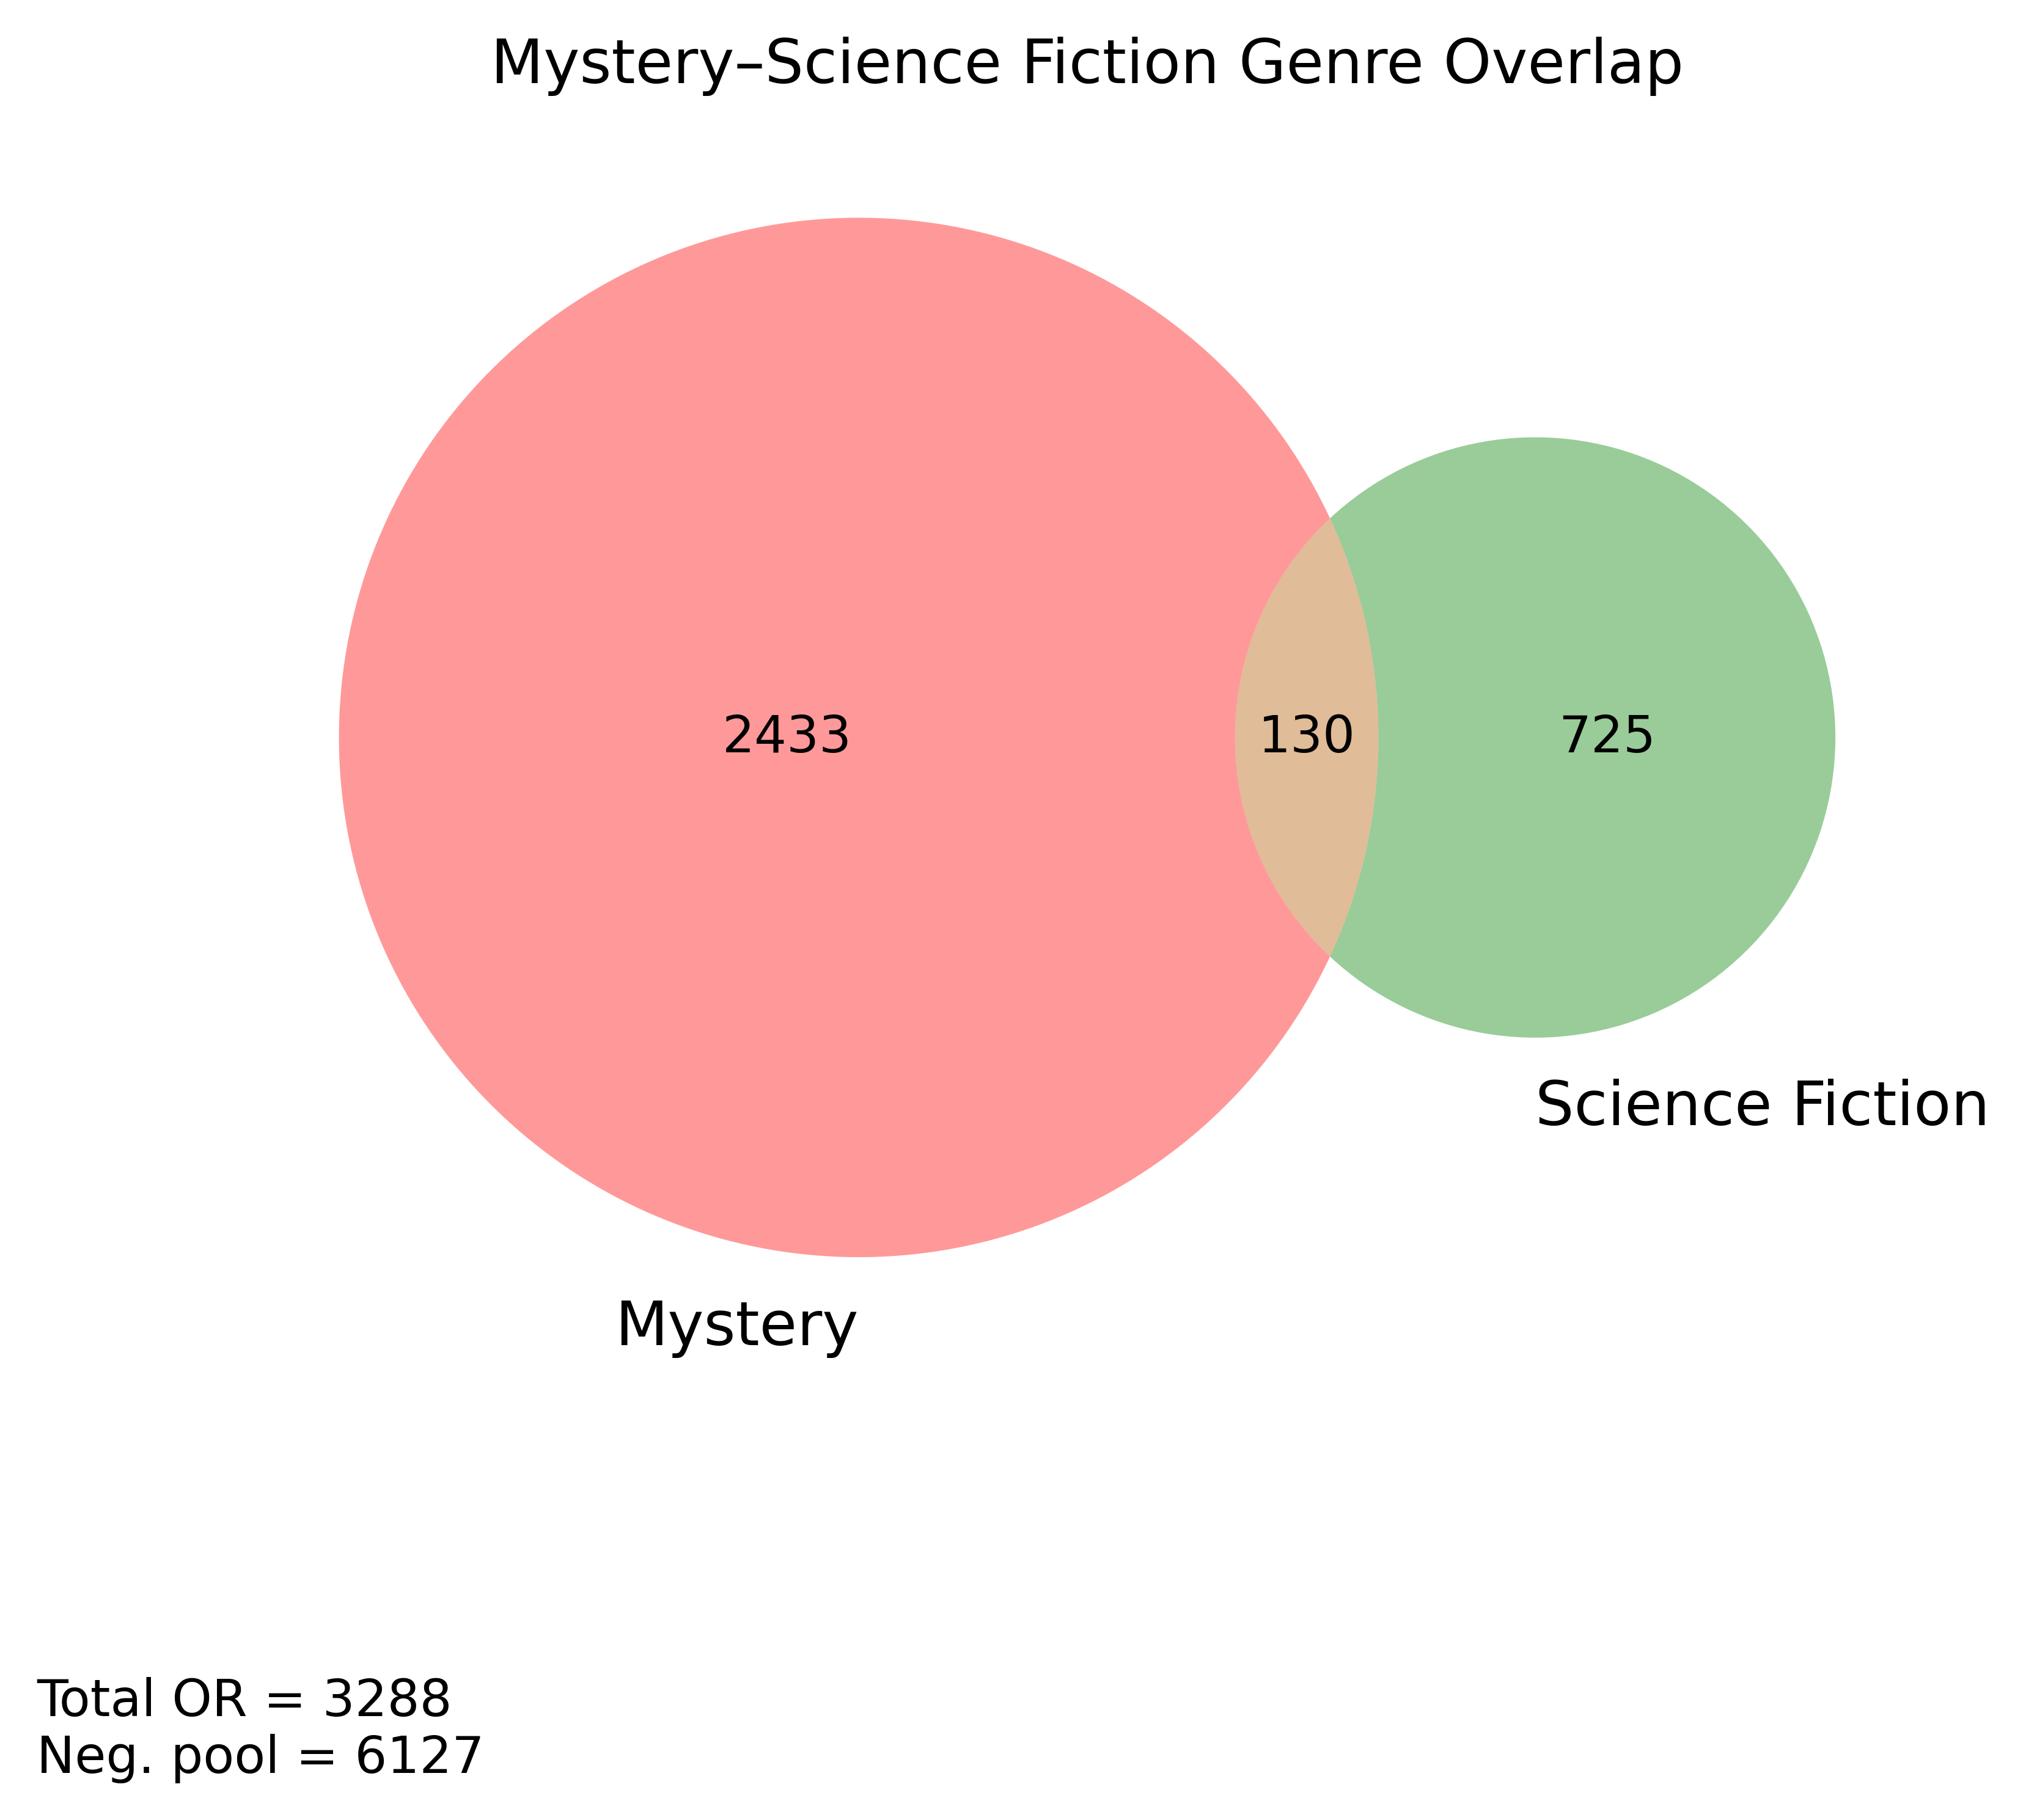 Mystery–Science Fiction Genre Overlap
2433
130
725
Science Fiction
Mystery
Total OR = 3288
Neg. pool = 6127